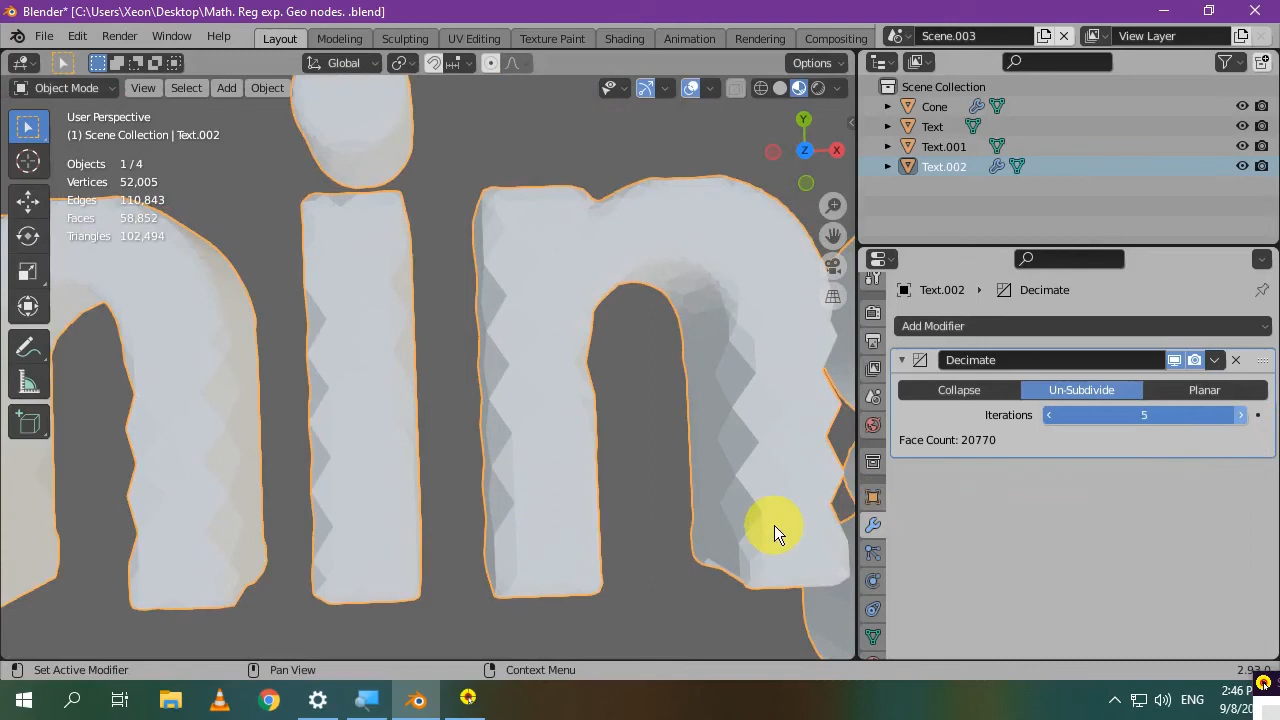 Blender* [C:\Users\Xeon\Desktop\Math. Reg exp. Geo nodes. .blend]
File Edit Render Window Help Layout Modeling Sculpting UV Editing Texture Paint Shading Animation Rendering Compositing Scene.003 View Layer
Global Options
Object Mode View Select Add Object
Scene Collection
Cone
Text
Text.001
Text.002
User Perspective
(1) Scene Collection | Text.002
Objects 1/4
Vertices 52,005
Edges 110,843
Faces 58,852
Triangles 102,494
Y
Z X
Text.002 Decimate
Add Modifier
Decimate
Collapse Un-Subdivide Planar
Iterations 5
Face Count: 20770
Set Active Modifier Pan View Context Menu 2.93.0
ENG
2:46 P
9/8/20